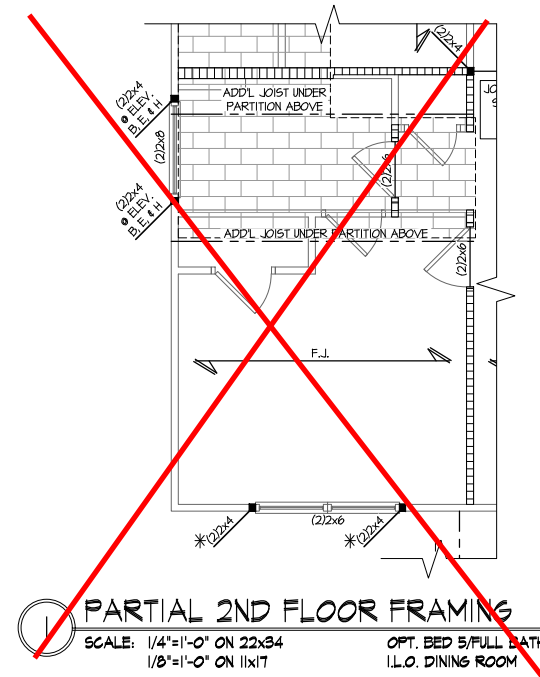 (2)2x4
ADD'L JOIST UNDER
PARTITION ABOVE
JO
S
(2)2x4
@ ELEV.
B, E, & H
(2)2x8
(2)2x6
(2)2x4
@ ELEV.
B, E, & H
ADD'L JOIST UNDER PARTITION ABOVE
(2)2x6
F.J.
(2)2x6
*(2)2x4
*(2)2x4
1
PARTIAL 2ND FLOOR FRAMING
SCALE: 1/4"=1'-0" ON 22x34
1/8"=1'-0" ON 11x17
OPT. BED 5/FULL BATH
I.L.O. DINING ROOM